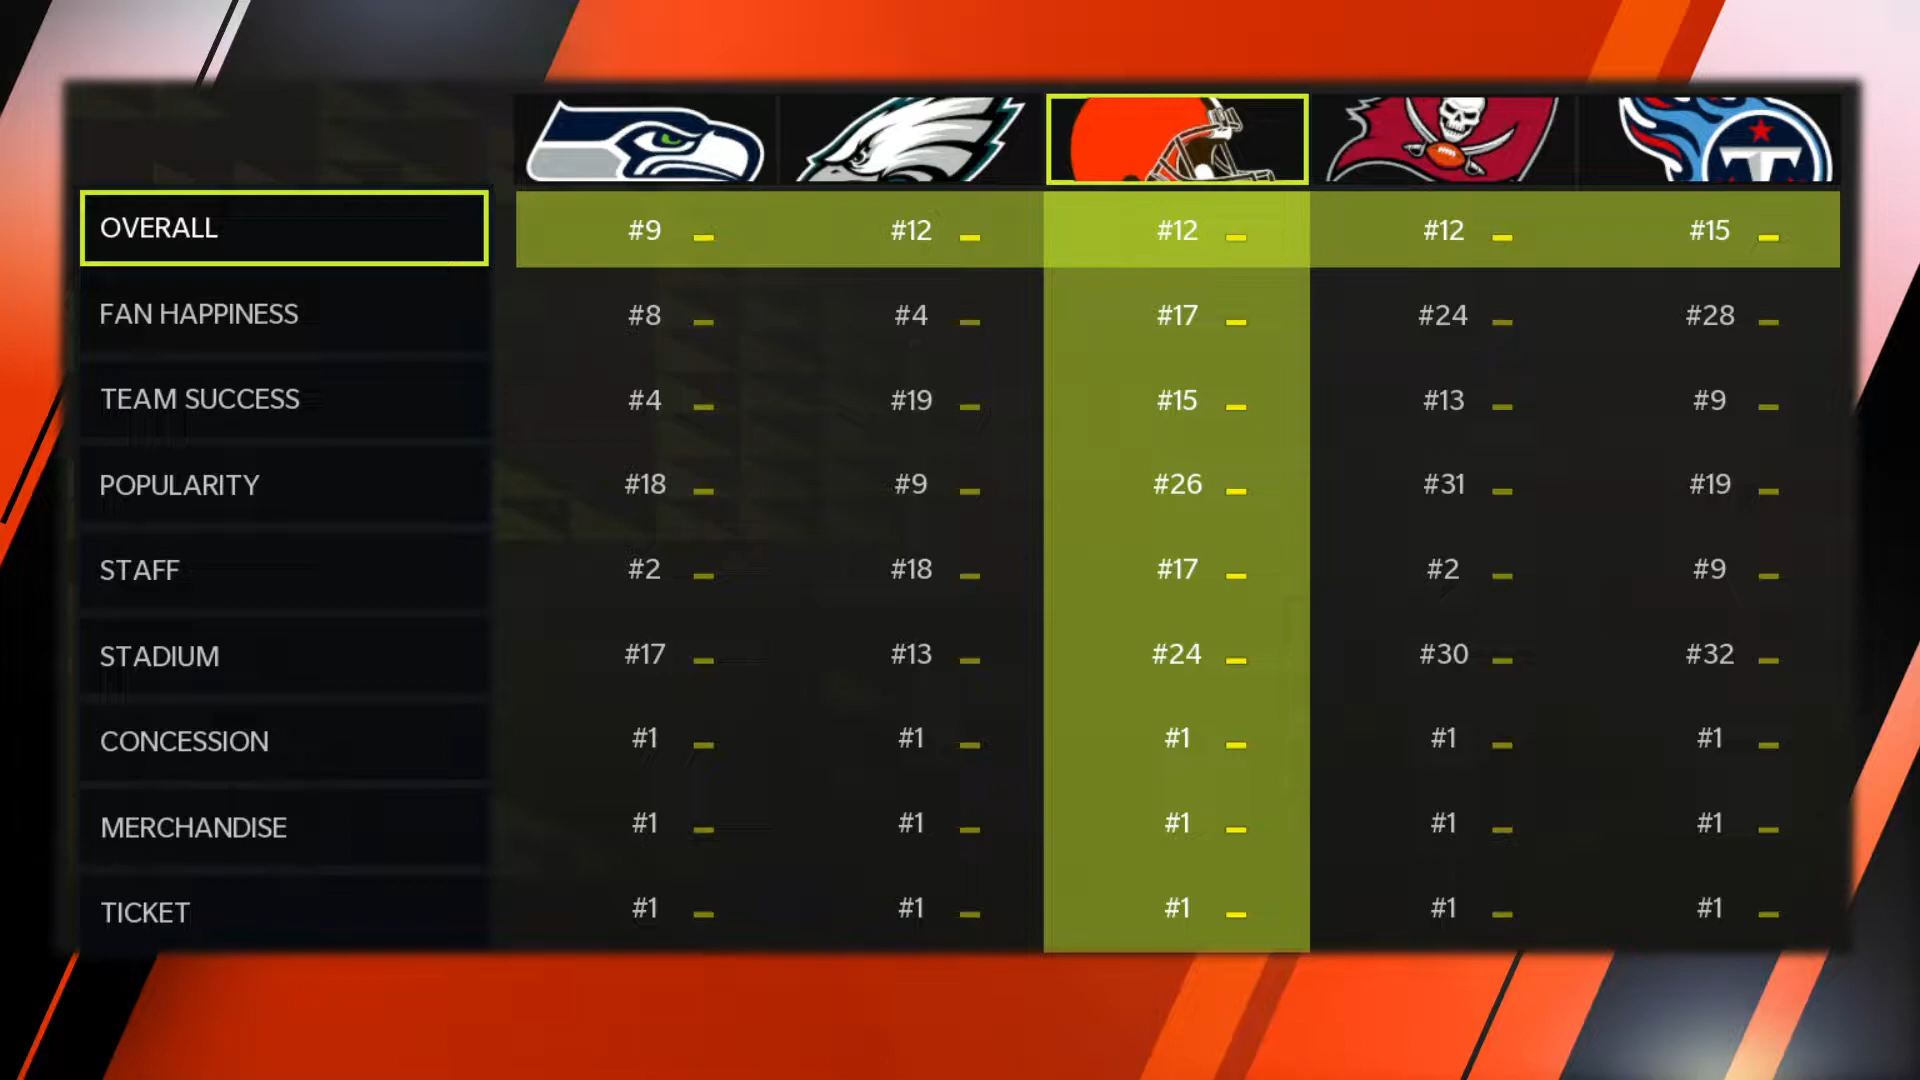 OVERALL #9 #12 #12 #12 #15
FAN HAPPINESS #8 #4 #17 #24 #28
TEAM SUCCESS #4 #19 #15 #13 #9
POPULARITY #18 #9 #26 #31 #19
STAFF #2 #18 #17 #2 #9
STADIUM #17 #13 #24 #30 #32
CONCESSION #1 #1 #1 #1 #1
MERCHANDISE #1 #1 #1 #1 #1
TICKET #1 #1 #1 #1 #1